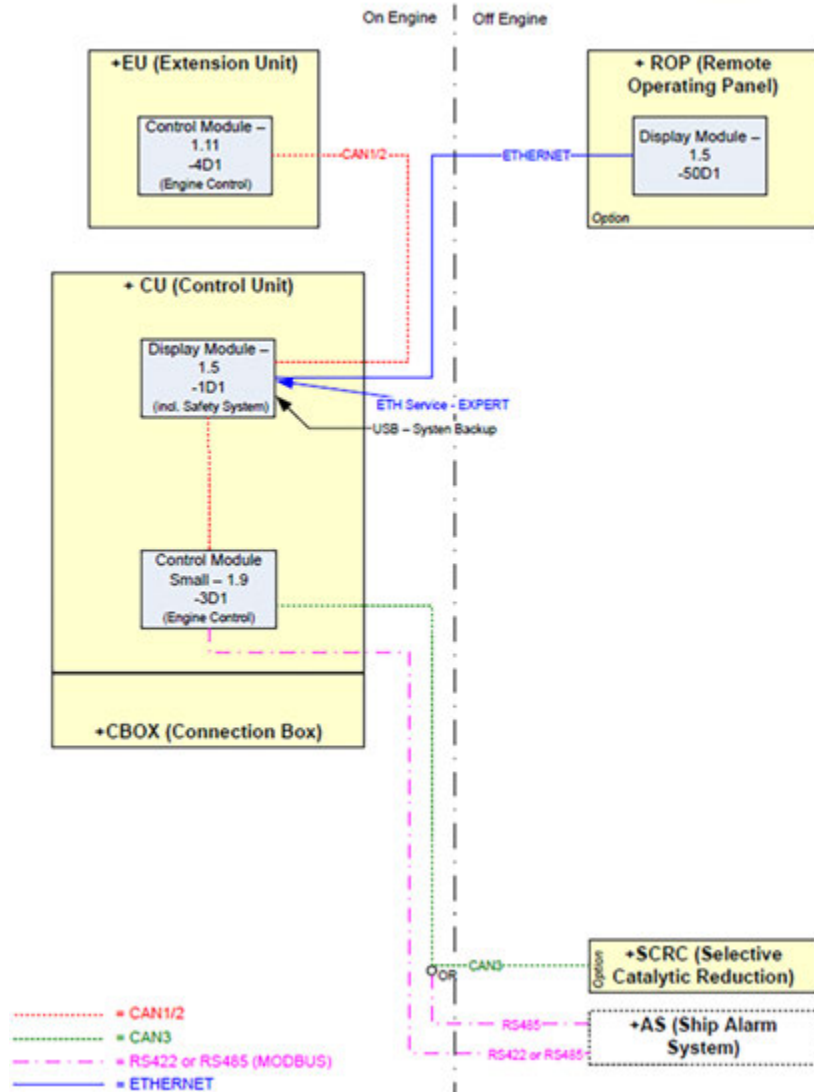 On Engine
Off Engine
+EU (Extension Unit)
Control Module –
1.11
-4D1
(Engine Control)
CAN1/2
+ ROP (Remote
Operating Panel)
Display Module –
1.5
-50D1
Option
ETHERNET
+ CU (Control Unit)
Display Module –
1.5
-1D1
(incl. Safety System)
ETH Service - EXPERT
USB – Systen Backup
Control Module
Small – 1.9
-3D1
(Engine Control)
+CBOX (Connection Box)
OR
CAN3
Option
+SCRC (Selective
Catalytic Reduction)
RS485
RS422 or RS485
+AS (Ship Alarm
System)
= CAN1/2
= CAN3
= RS422 or RS485 (MODBUS)
= ETHERNET